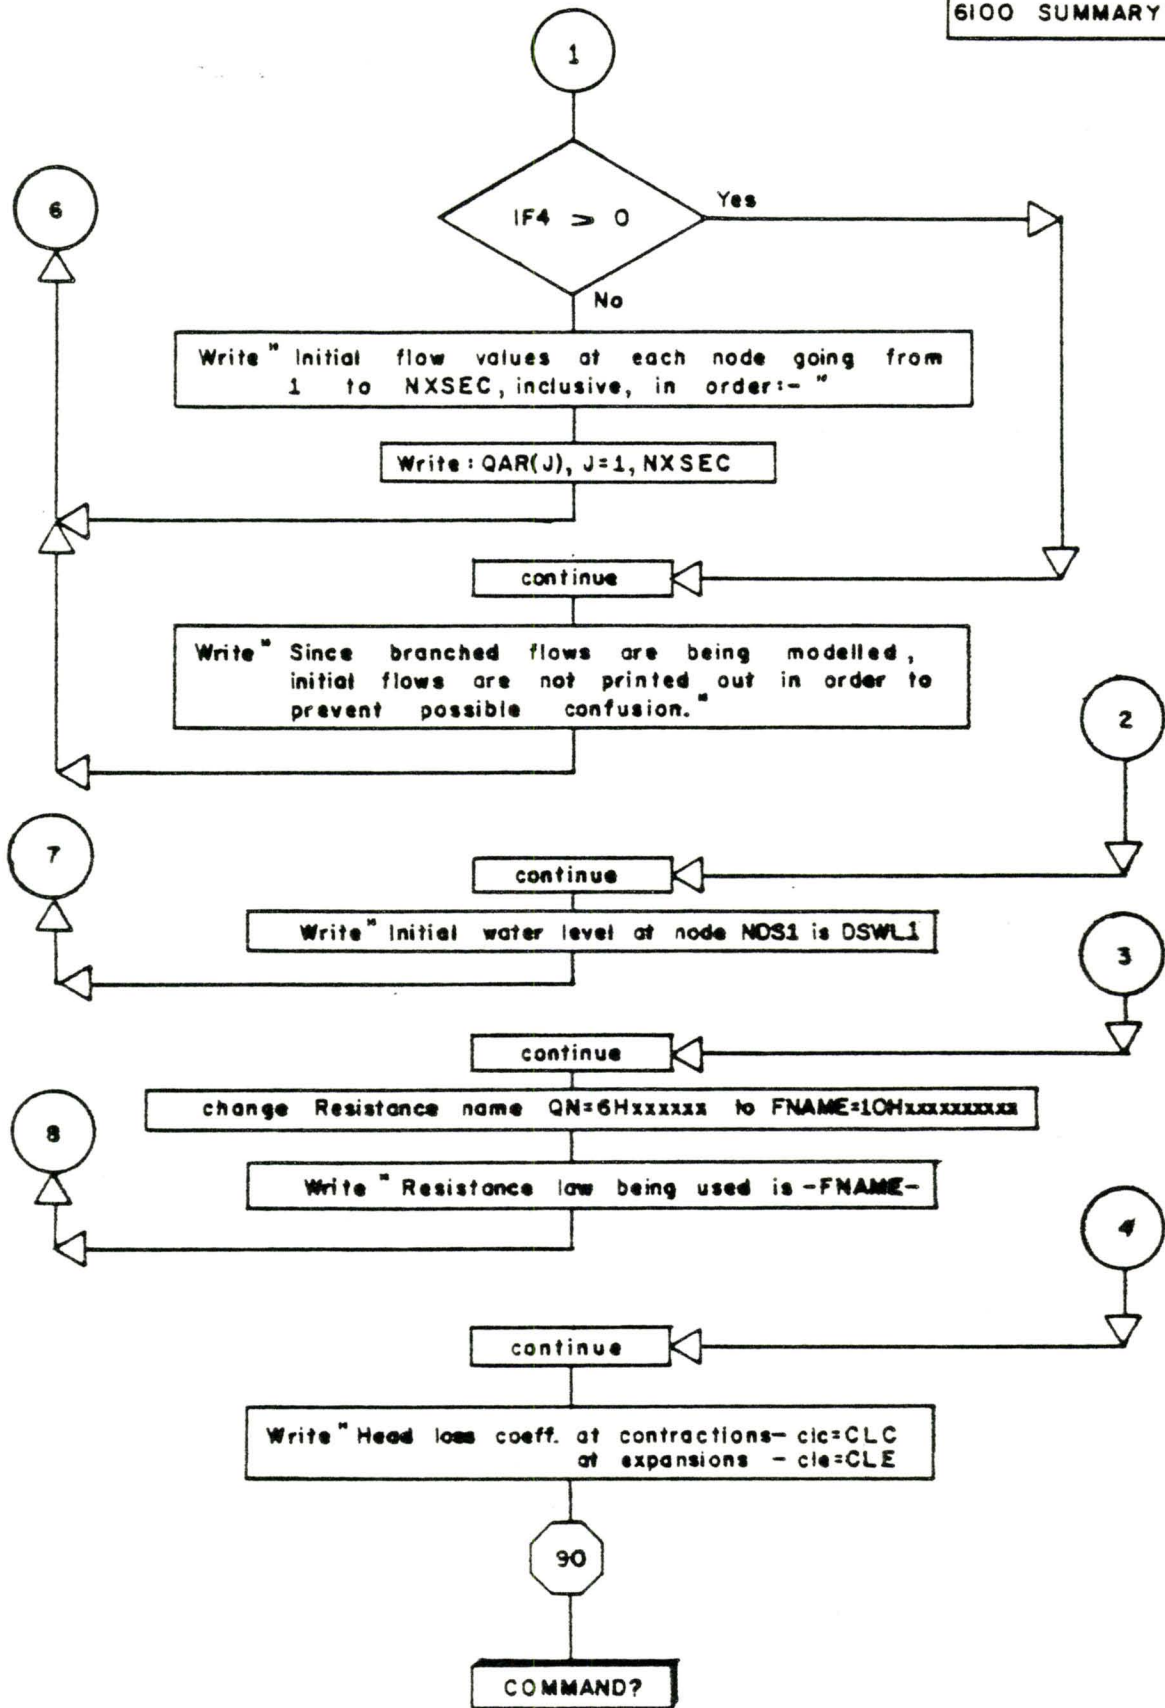 6100 SUMMARY
1
6
IF4 > 0
Yes
No
Write " Initial flow values at each node going from
1 to NXSEC, inclusive, in order:- "
Write: QAR(J), J=1, NXSEC
continue
Write " Since branched flows are being modelled,
initial flows are not printed out in order to
prevent possible confusion."
2
7
continue
Write " Initial water level at node NDS1 is DSWL1
3
continue
change Resistance name QN=6Hxxxxxx to FNAME=10Hxxxxxxxxxx
8
Write " Resistance law being used is -FNAME-
4
continue
Write " Head loss coeff. at contractions- clc=CLC
at expansions - cle=CLE
90
COMMAND?